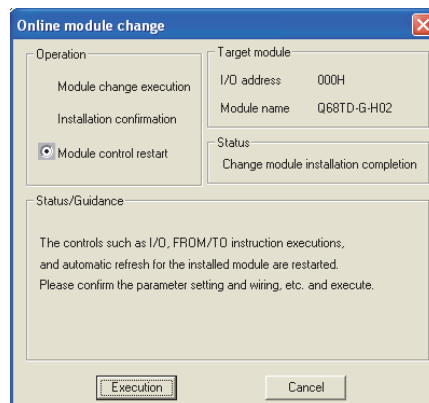 Online module change
Operation
Module change execution
Installation confirmation
Module control restart
Target module
I/O address 000H
Module name Q68TD-G-H02
Status
Change module installation completion
Status/Guidance
The controls such as I/O, FROM/TO instruction executions,
and automatic refresh for the installed module are restarted.
Please confirm the parameter setting and wiring, etc. and execute.
Execution Cancel